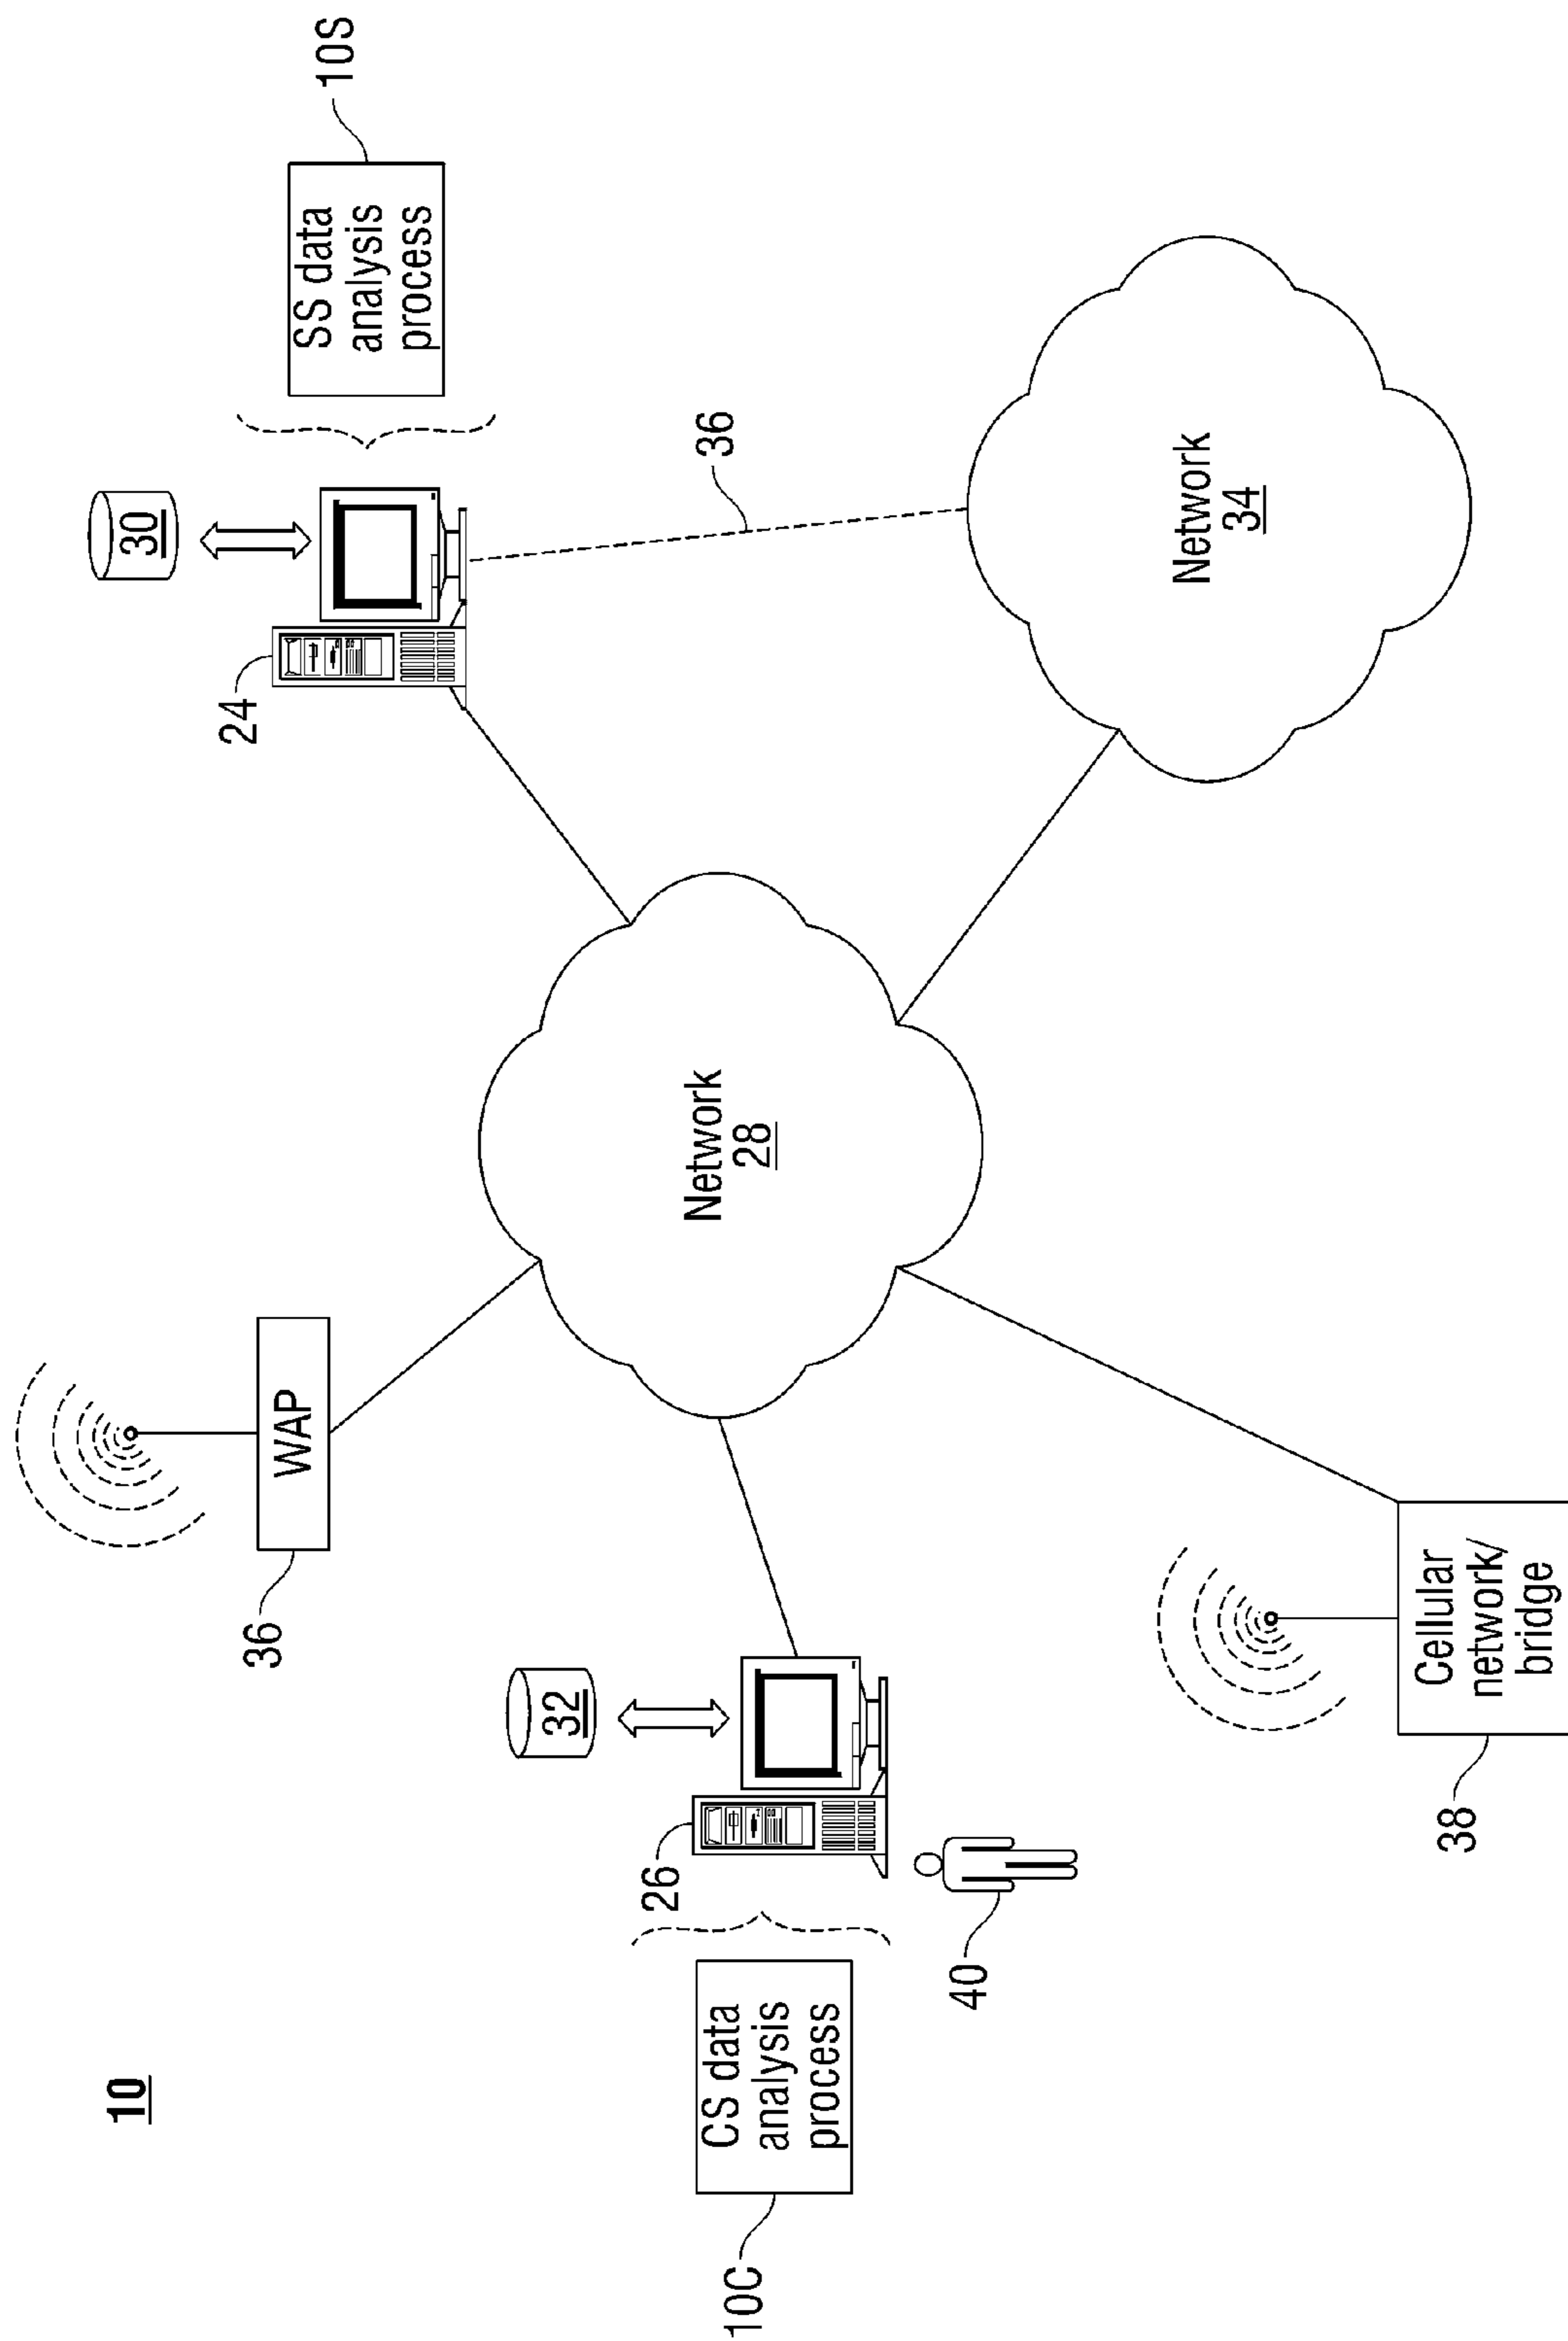 10
10S
SS data
analysis
process
30
24
36
WAP
36
32
26
CS data
analysis
process
10C
40
Network
28
Network
34
Cellular
network/
bridge
38